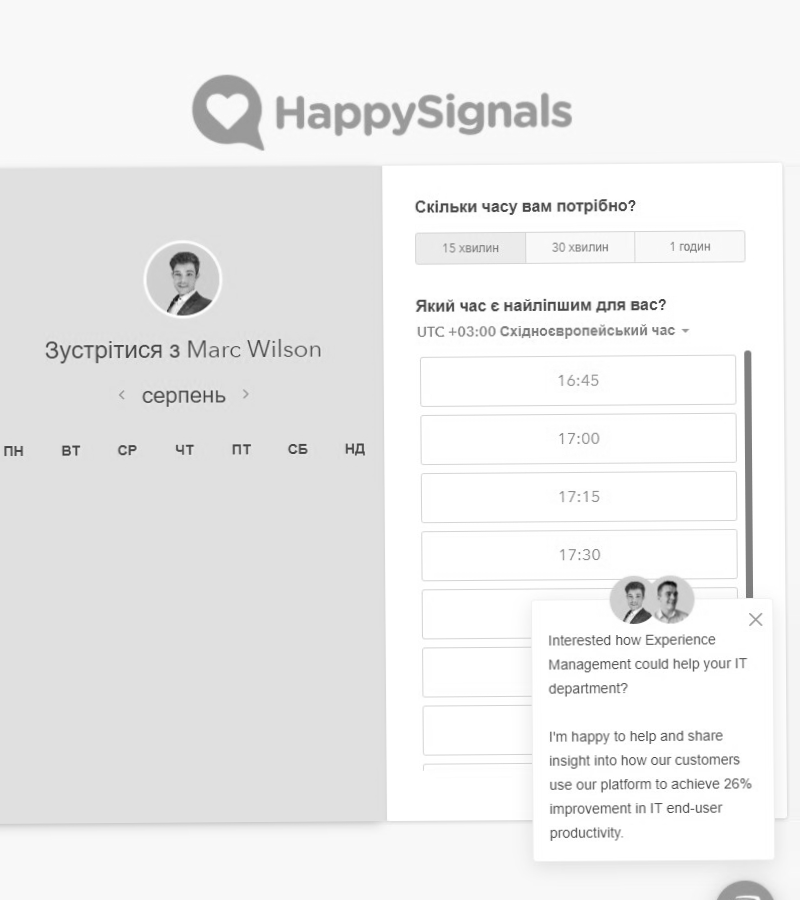 HappySignals
Зустрітися з Marc Wilson
серпень
ПН ВТ СР ЧТ ПТ СБ НД
Скільки часу вам потрібно?
15 хвилин 30 хвилин 1 годин
Який час є найліпшим для вас?
UTC +03:00 Східноєвропейський час
16:45
17:00
17:15
17:30
Interested how Experience
Management could help your IT
department?
I'm happy to help and share
insight into how our customers
use our platform to achieve 26%
improvement in IT end-user
productivity.